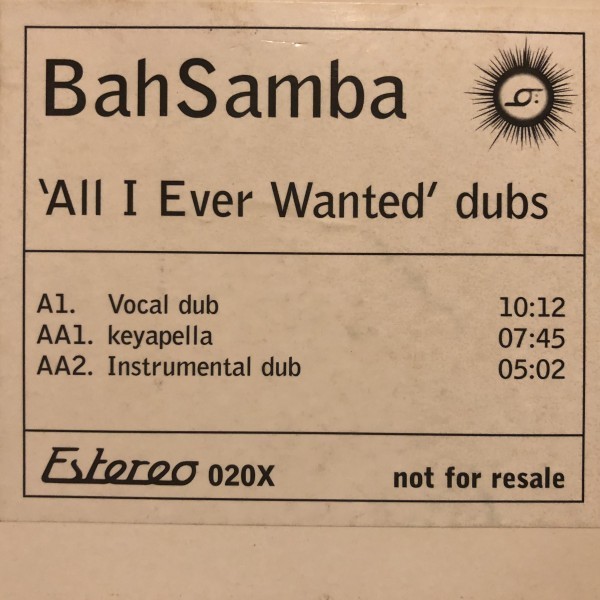 BahSamba
‘All I Ever Wanted’ dubs
A1. Vocal dub 10:12
AA1. keyapella 07:45
AA2. Instrumental dub 05:02
Estereo 020X not for resale